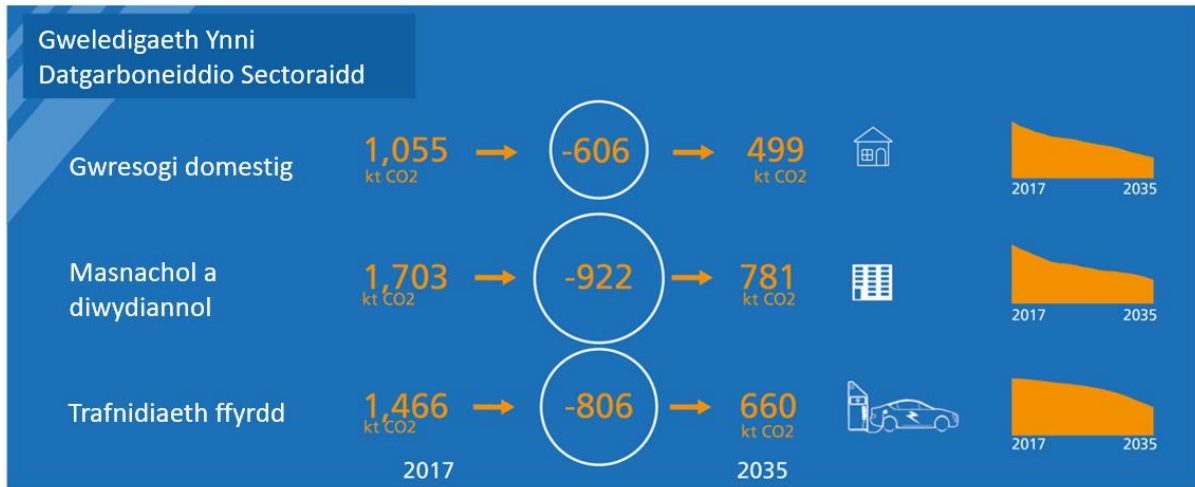 Gweledigaeth Ynni
Datgarboneiddio Sectoraidd
Gwresogi domestig
1,055
kt CO2
-606
499
kt CO2
2017 2035
Masnachol a
diwydiannol
1,703
kt CO2
-922
781
kt CO2
2017 2035
Trafnidiaeth ffyrdd
1,466
kt CO2
-806
660
kt CO2
2017 2035
2017 2035